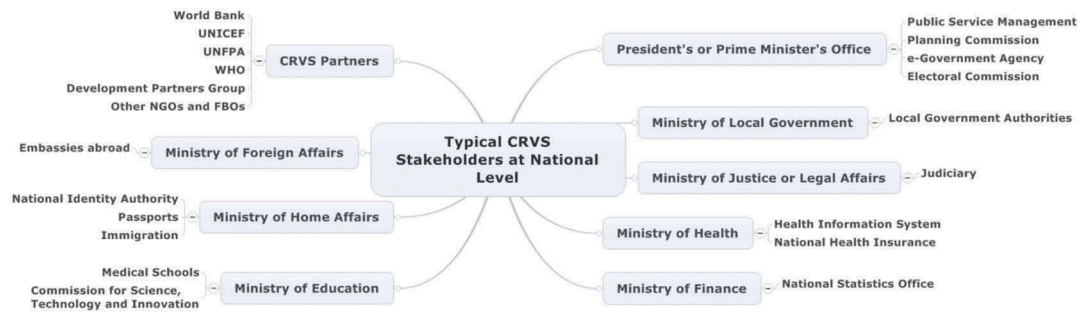 Typical CRVS
Stakeholders at National
Level
CRVS Partners
World Bank
UNICEF
UNFPA
WHO
Development Partners Group
Other NGOs and FBOs
Ministry of Foreign Affairs
Embassies abroad
Ministry of Home Affairs
National Identity Authority
Passports
Immigration
Ministry of Education
Medical Schools
Commission for Science,
Technology and Innovation
President's or Prime Minister's Office
Public Service Management
Planning Commission
e-Government Agency
Electoral Commission
Ministry of Local Government
Local Government Authorities
Ministry of Justice or Legal Affairs
Judiciary
Ministry of Health
Health Information System
National Health Insurance
Ministry of Finance
National Statistics Office